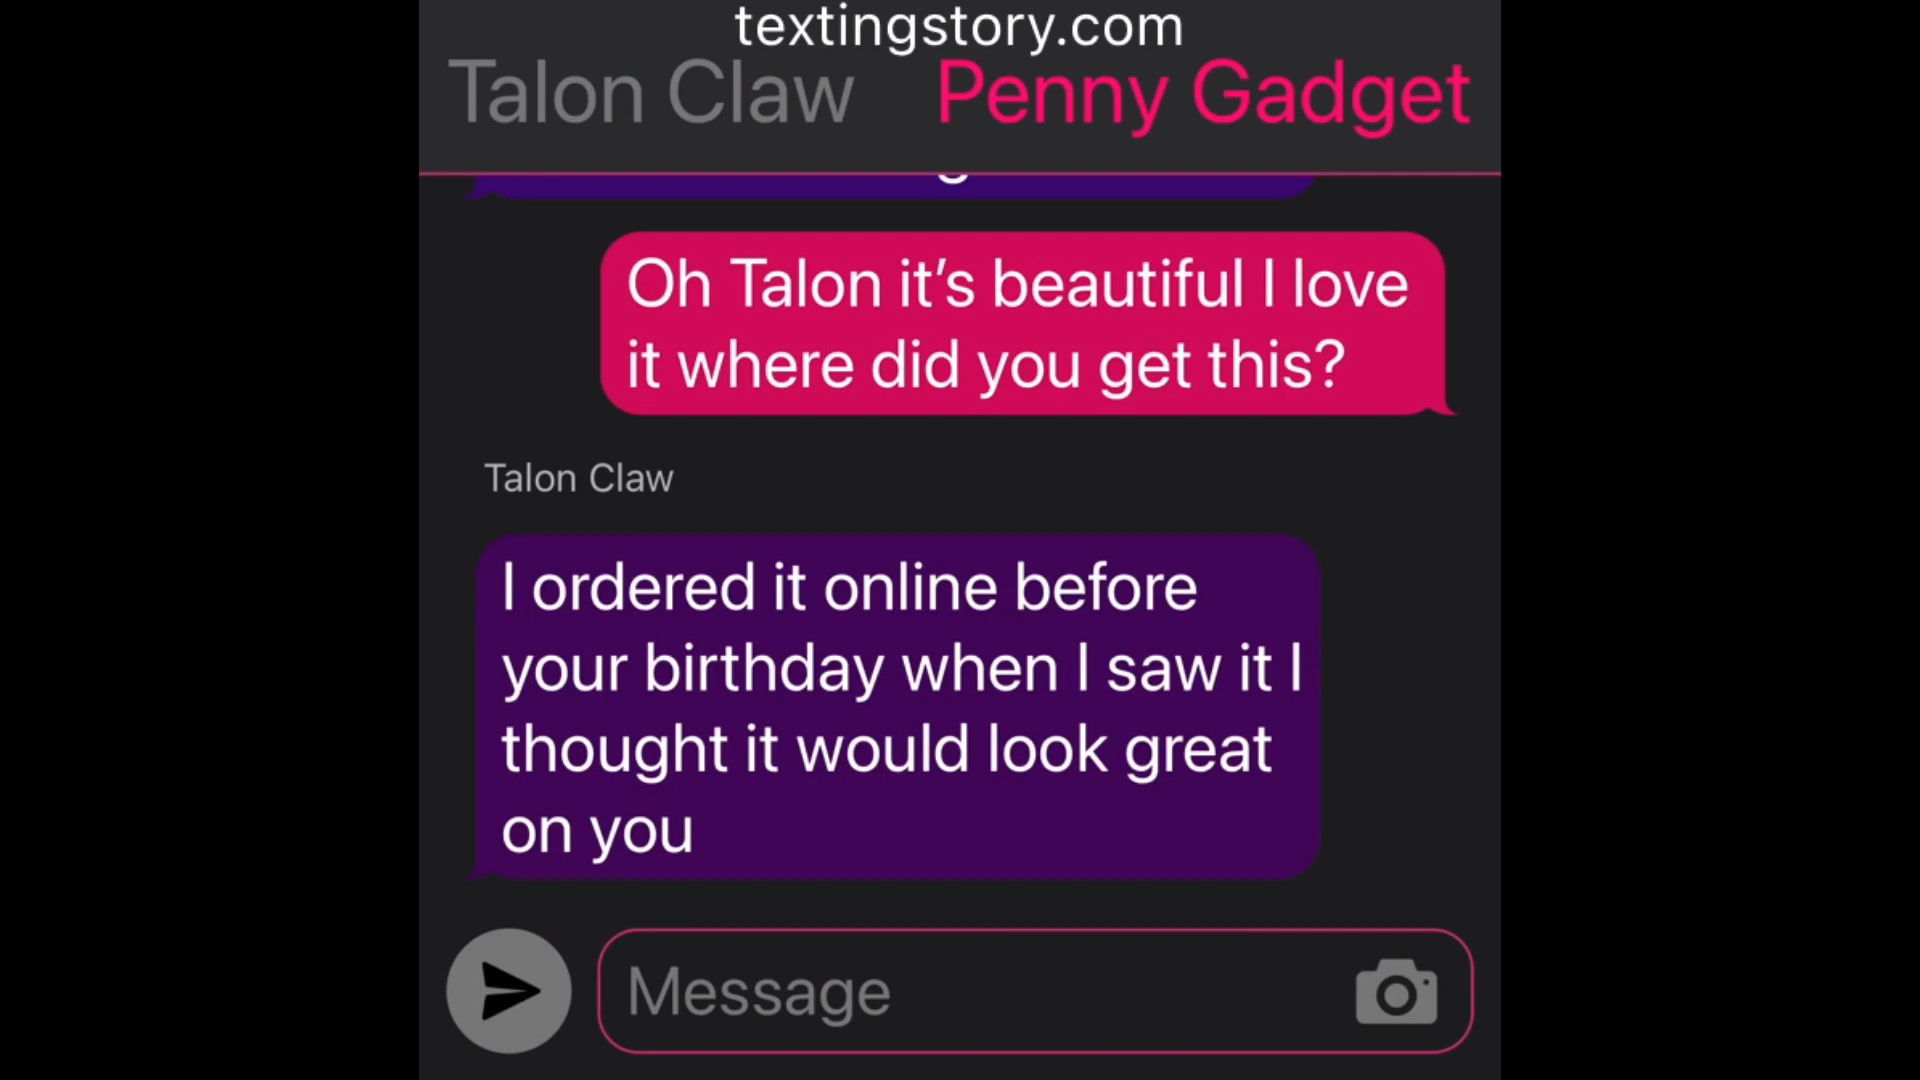 textingstory.com
Talon Claw Penny Gadget
Oh Talon it’s beautiful I love
it where did you get this?
Talon Claw
I ordered it online before
your birthday when I saw it I
thought it would look great
on you
Message